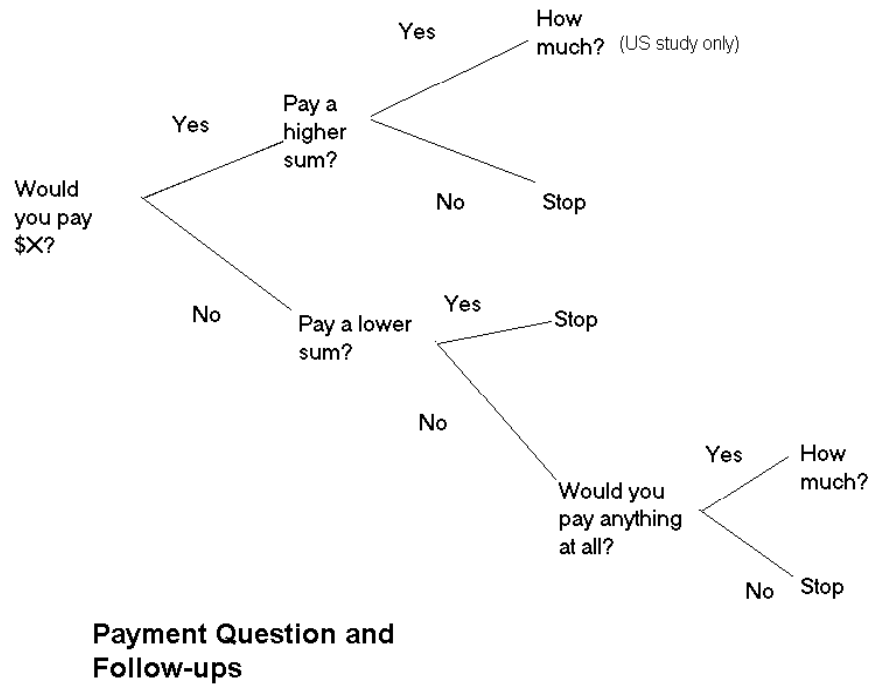 How
much? (US study only)
Yes
Pay a
higher
sum?
Yes
Would
you pay
$X?
No
Stop
No
Pay a lower
sum?
Yes
Stop
No
Would you
pay anything
at all?
Yes
How
much?
No
Stop
Payment Question and
Follow-ups